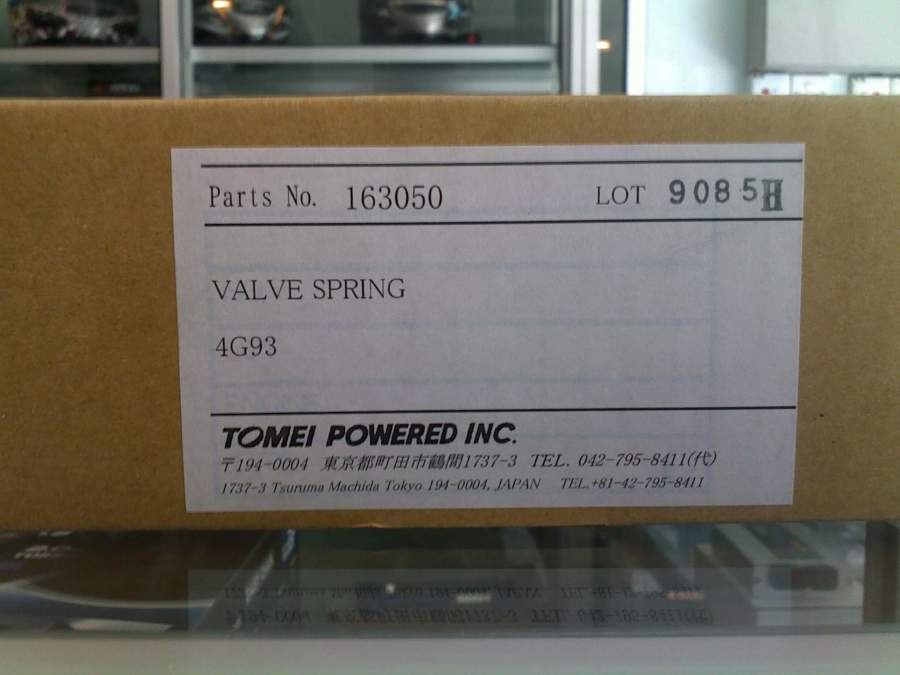 Parts No. 163050 LOT 9085H
VALVE SPRING
4G93
TOMEI POWERED INC.
〒194-0004 東京都町田市鶴間1737-3 TEL. 042-795-8411(代)
1737-3 Tsuruma Machida Tokyo 194-0004, JAPAN TEL.+81-42-795-8411